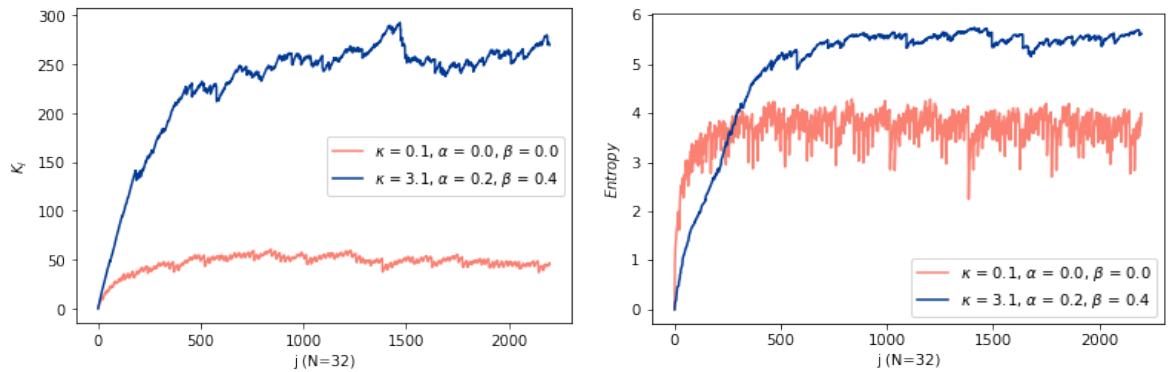 300
250
200
150
100
50
0
K_j
κ = 0.1, α = 0.0, β = 0.0
κ = 3.1, α = 0.2, β = 0.4
0 500 1000 1500 2000
j (N=32)
6
5
4
3
2
1
0
Entropy
κ = 0.1, α = 0.0, β = 0.0
κ = 3.1, α = 0.2, β = 0.4
0 500 1000 1500 2000
j (N=32)